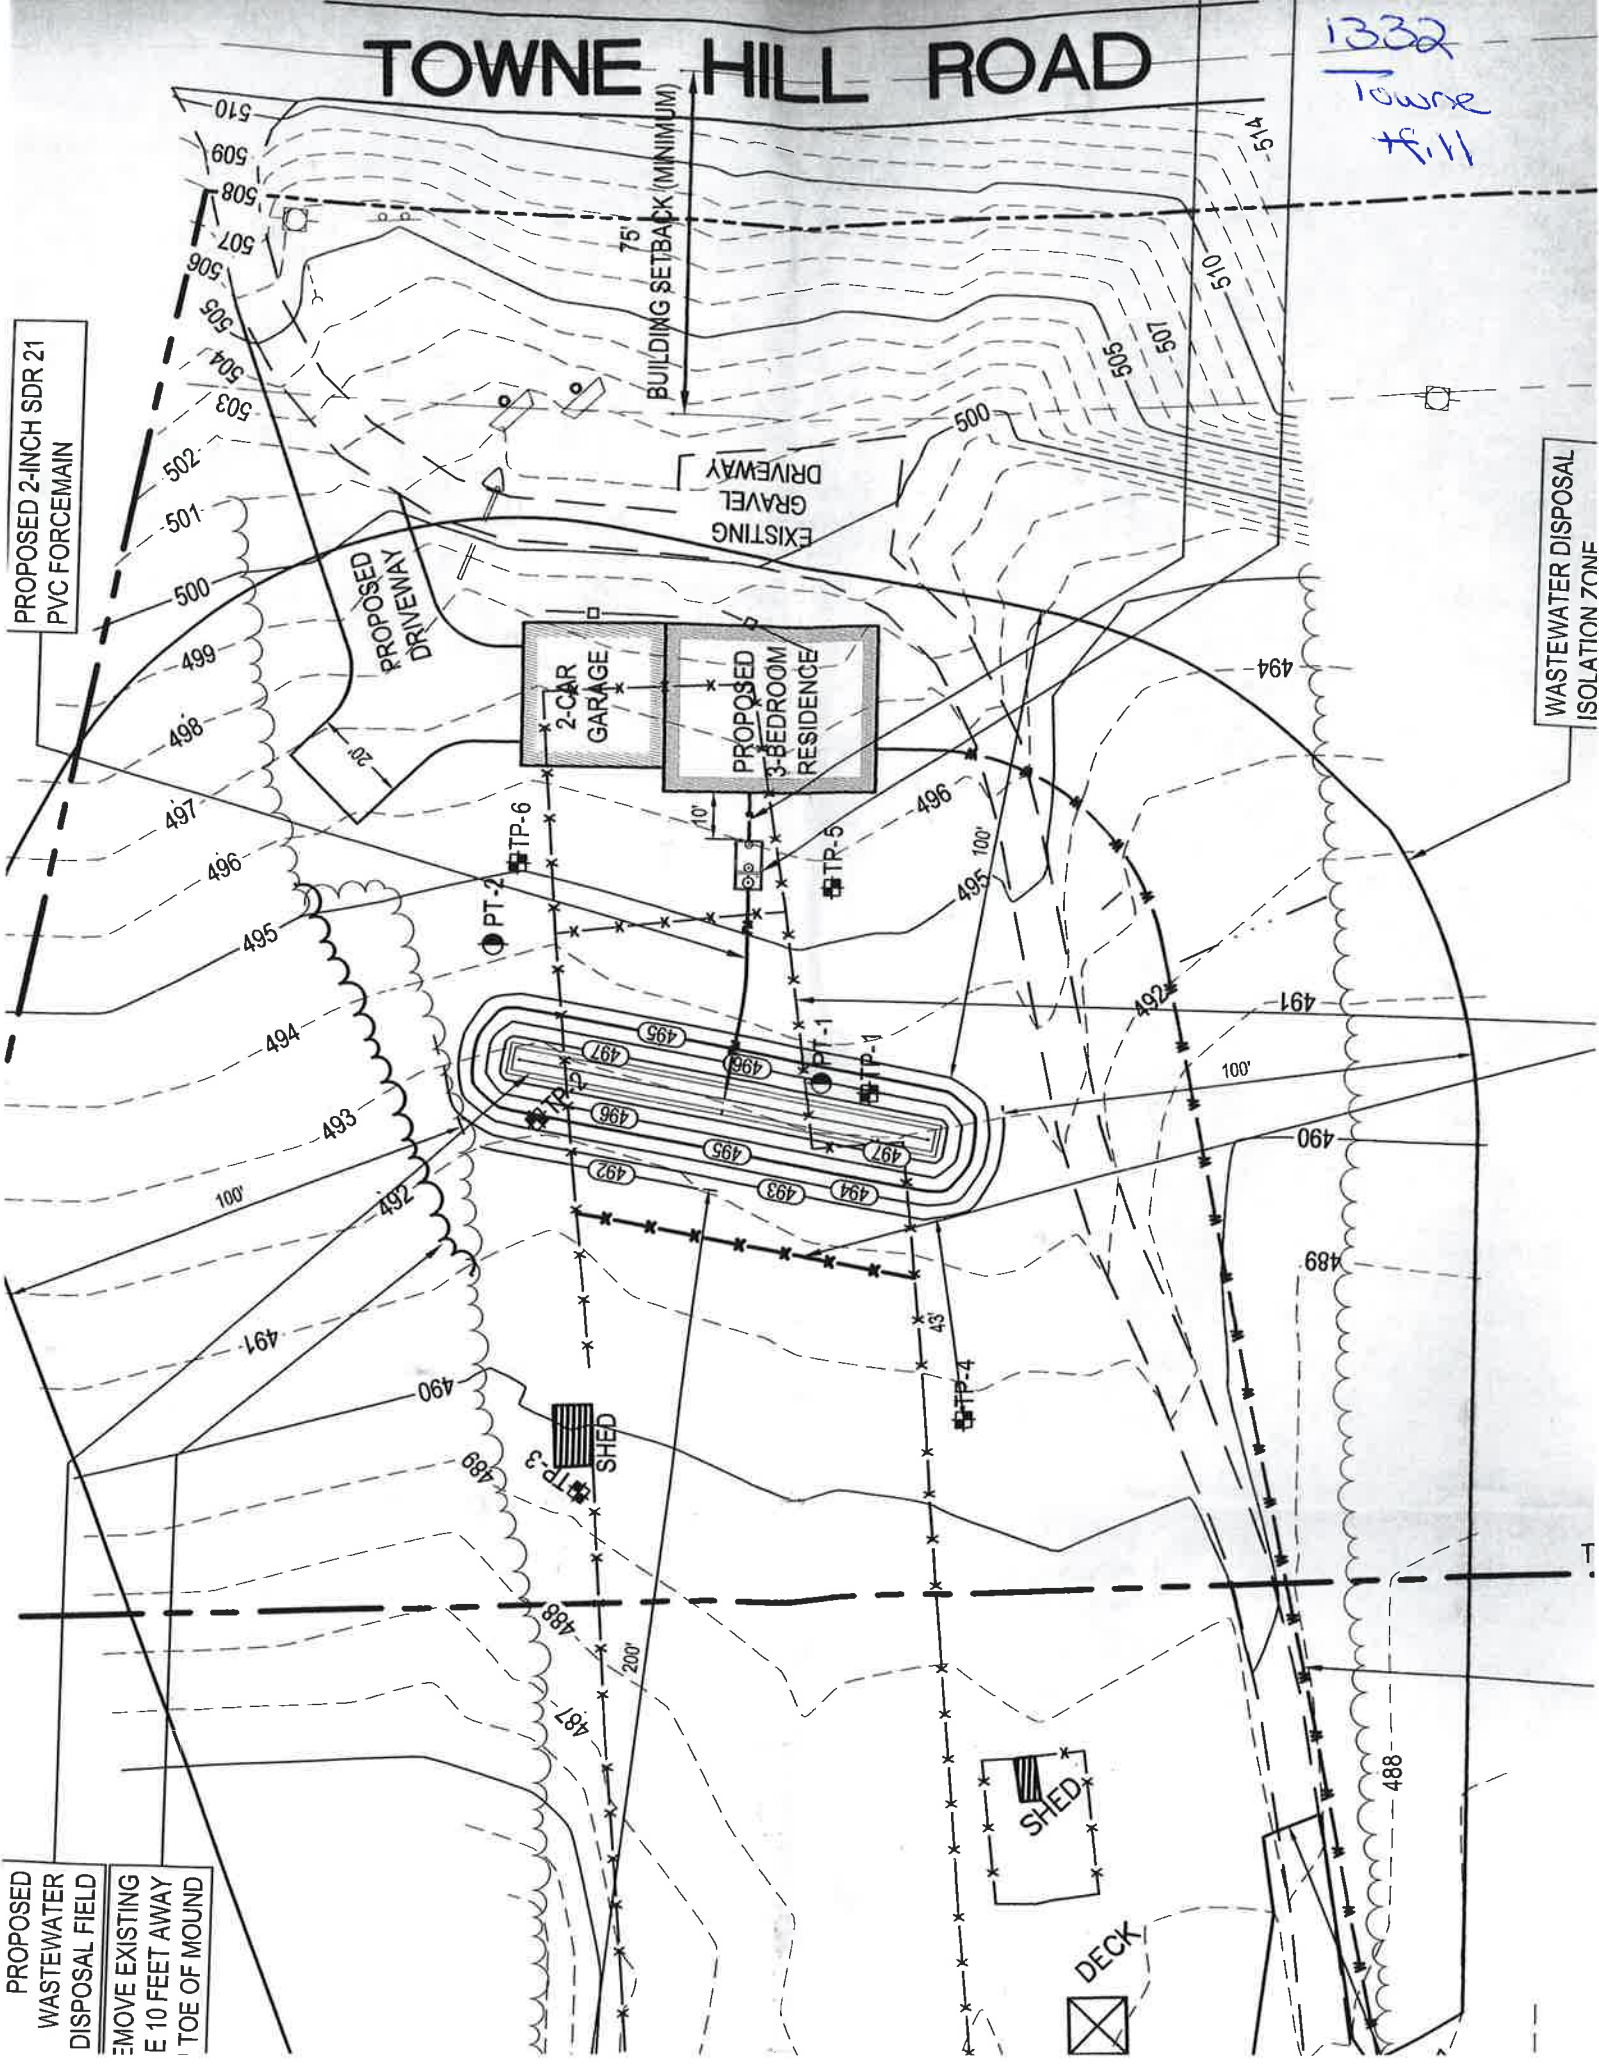 TOWNE HILL ROAD
1332
Towne
Hill
510
509
508
507
506
505
504
503
502
501
500
499
498
497
496
495
494
493
492
491
490
489
488
487
514
510
507
505
500
75'
BUILDING SETBACK (MINIMUM)
PROPOSED 2-INCH SDR 21
PVC FORCEMAIN
EXISTING
GRAVEL
DRIVEWAY
PROPOSED
DRIVEWAY
20'
2-CAR
GARAGE
PROPOSED
3-BEDROOM
RESIDENCE
10'
WASTEWATER DISPOSAL
ISOLATION ZONE
494
496
495
100'
TP-6
PT-2
TP-5
492
491
495
497
496
PT-1
TP-1
TP-2
496
495
497
492
493
494
100'
100'
490
489
43'
TP-4
SHED
TP-3
200'
SHED
488
DECK
T
PROPOSED
WASTEWATER
DISPOSAL FIELD
EMOVE EXISTING
E 10 FEET AWAY
TOE OF MOUND